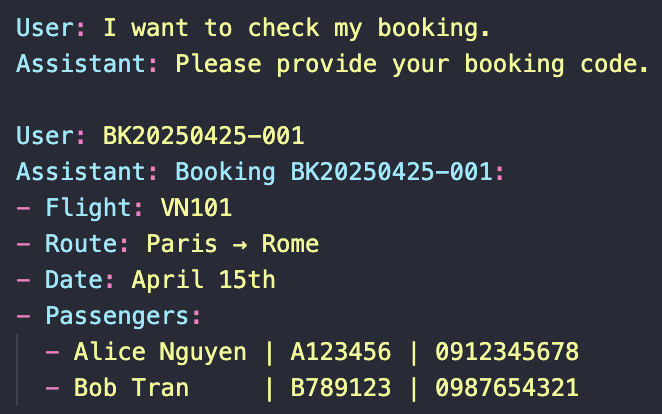 User: I want to check my booking.
Assistant: Please provide your booking code.
User: BK20250425-001
Assistant: Booking BK20250425-001:
- Flight: VN101
- Route: Paris → Rome
- Date: April 15th
- Passengers:
- Alice Nguyen | A123456 | 0912345678
- Bob Tran | B789123 | 0987654321